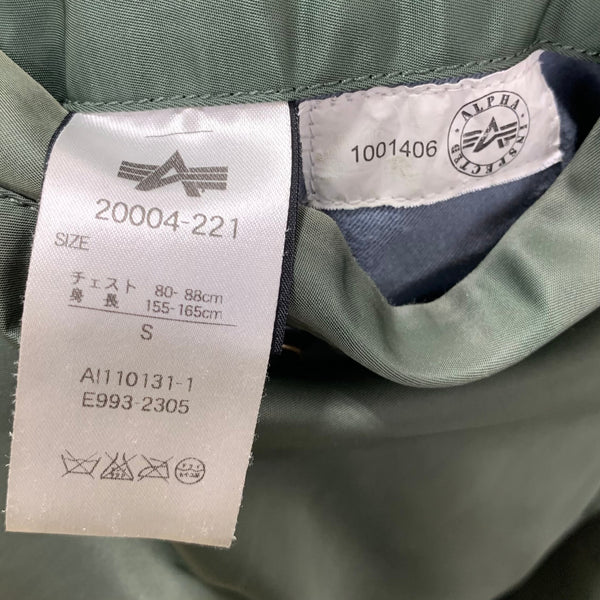 20004-221
SIZE
チェスト 80- 88cm
身 長 155-165cm
S
AI110131-1
E993-2305
1001406
ALPHA
INSPECTED